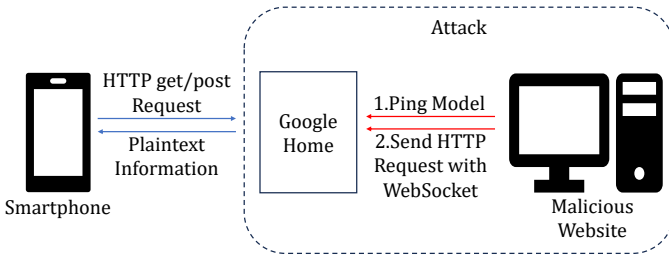 Attack
HTTP get/post
Request
Plaintext
Information
Smartphone
Google
Home
1.Ping Model
2.Send HTTP
Request with
WebSocket
Malicious
Website